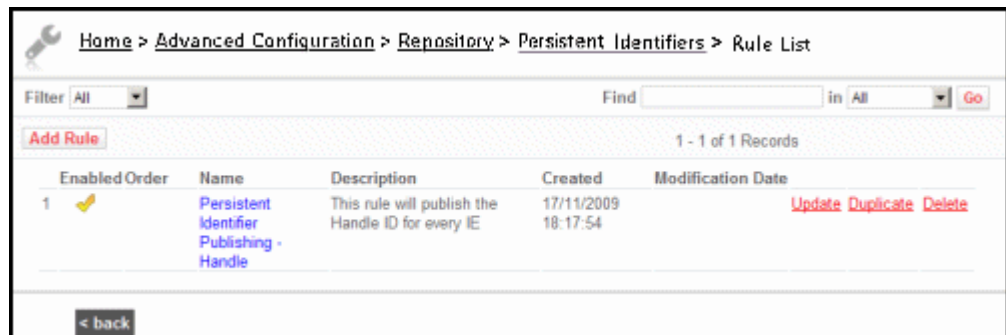 Home > Advanced Configuration > Repository > Persistent Identifiers > Rule List
Filter All Find in All Go
Add Rule 1 - 1 of 1 Records
Enabled Order Name Description Created Modification Date
1 Persistent This rule will publish the 17/11/2009 Update Duplicate Delete
Identifier Handle ID for every IE 18:17:54
Publishing -
Handle
< back